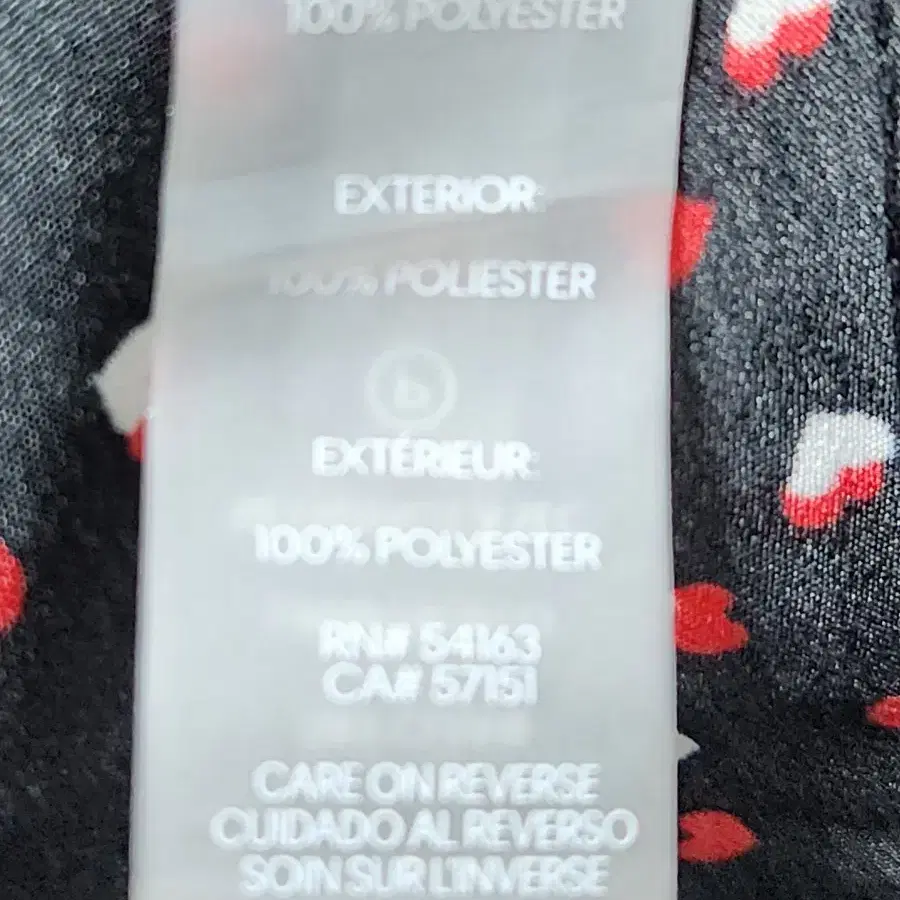 100% POLYESTER
EXTERIOR:
100% POLIESTER
b
EXTÉRIEUR:
100% POLYESTER
RN# 54163
CA# 57151
CARE ON REVERSE
CUIDADO AL REVERSO
SOIN SUR L'INVERSE